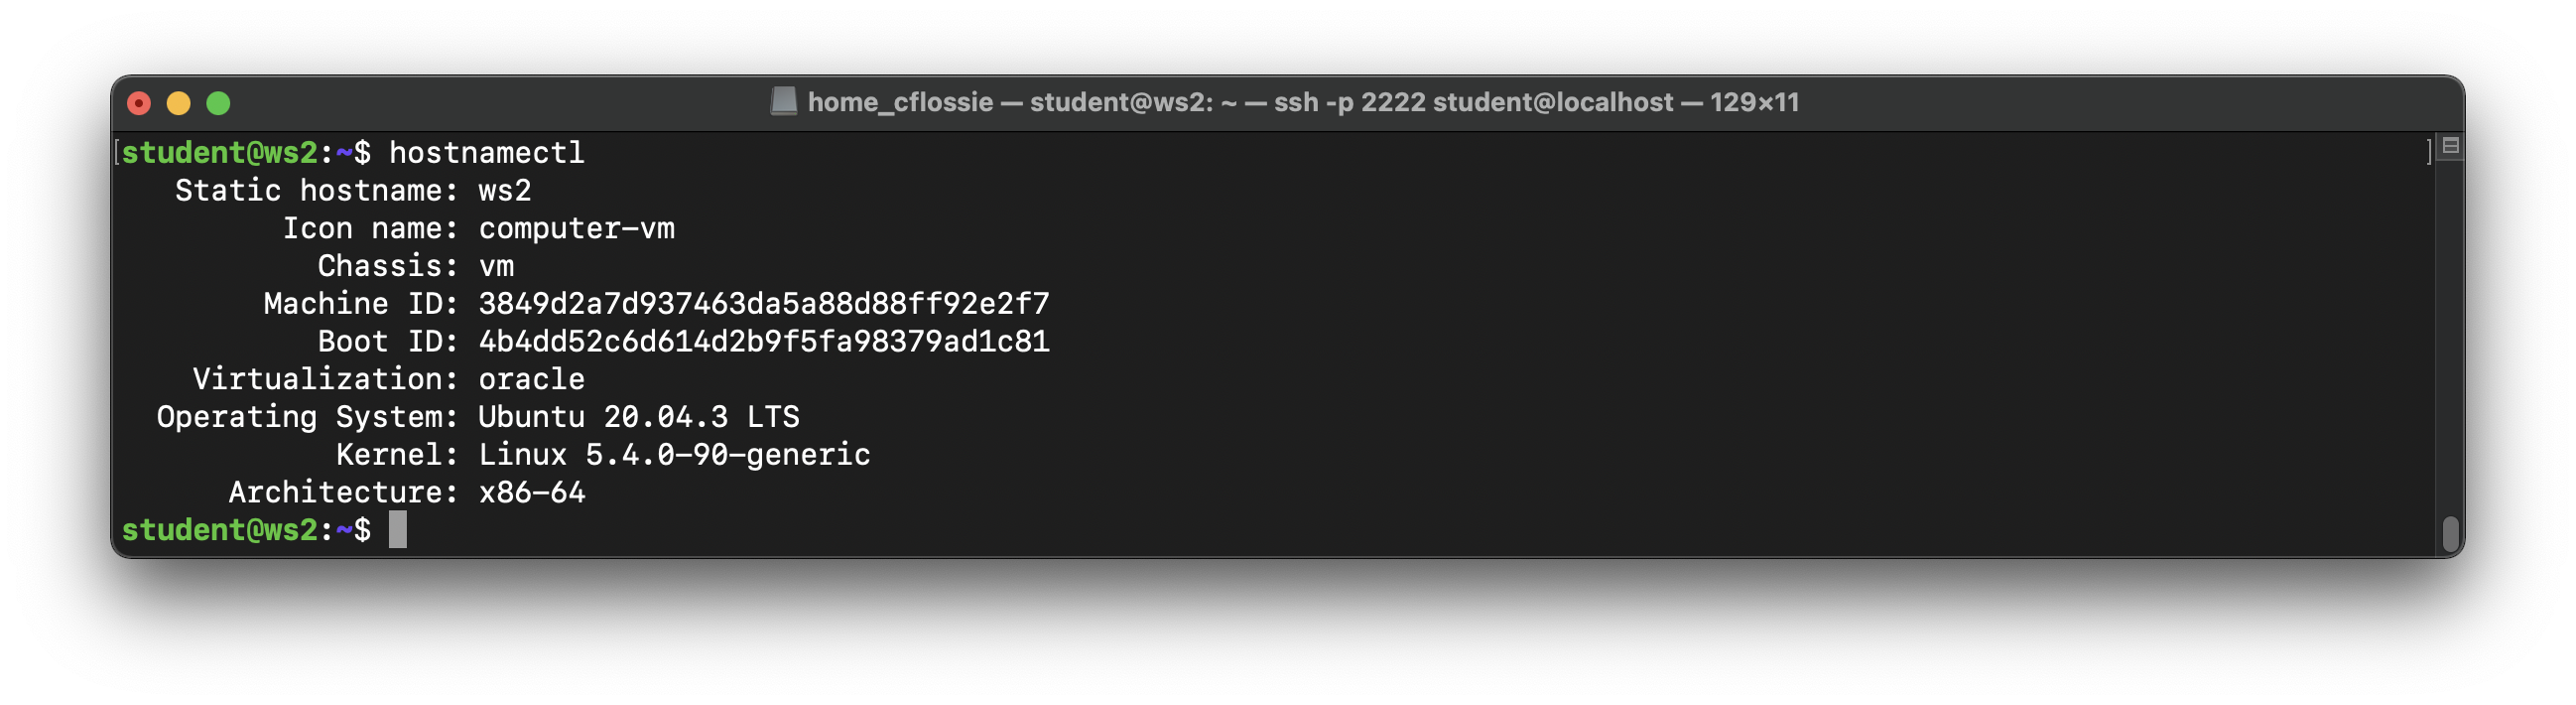 home_cflossie — student@ws2: ~ — ssh -p 2222 student@localhost — 129×11
[student@ws2:~$ hostnamectl ]
Static hostname: ws2
Icon name: computer-vm
Chassis: vm
Machine ID: 3849d2a7d937463da5a88d88ff92e2f7
Boot ID: 4b4dd52c6d614d2b9f5fa98379ad1c81
Virtualization: oracle
Operating System: Ubuntu 20.04.3 LTS
Kernel: Linux 5.4.0-90-generic
Architecture: x86-64
student@ws2:~$